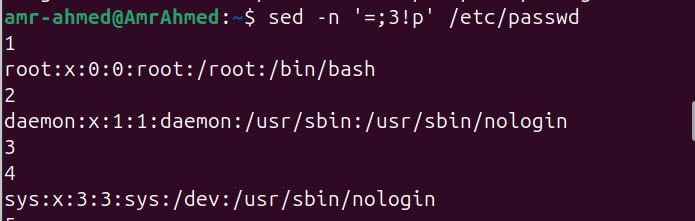 amr-ahmed@AmrAhmed:~$ sed -n '=;3!p' /etc/passwd
1
root:x:0:0:root:/root:/bin/bash
2
daemon:x:1:1:daemon:/usr/sbin:/usr/sbin/nologin
3
4
sys:x:3:3:sys:/dev:/usr/sbin/nologin